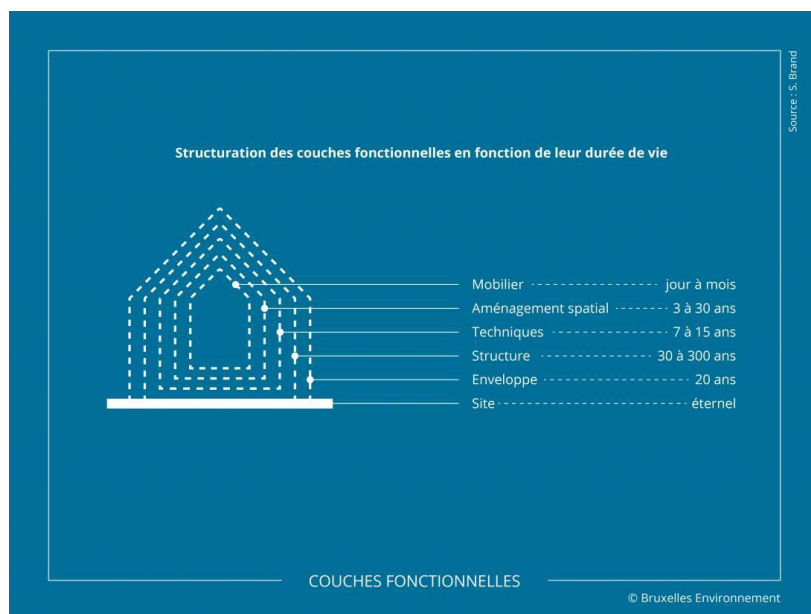 Source : S. Brand
Structuration des couches fonctionnelles en fonction de leur durée de vie
Mobilier jour à mois
Aménagement spatial 3 à 30 ans
Techniques 7 à 15 ans
Structure 30 à 300 ans
Enveloppe 20 ans
Site éternel
COUCHES FONCTIONNELLES
© Bruxelles Environnement